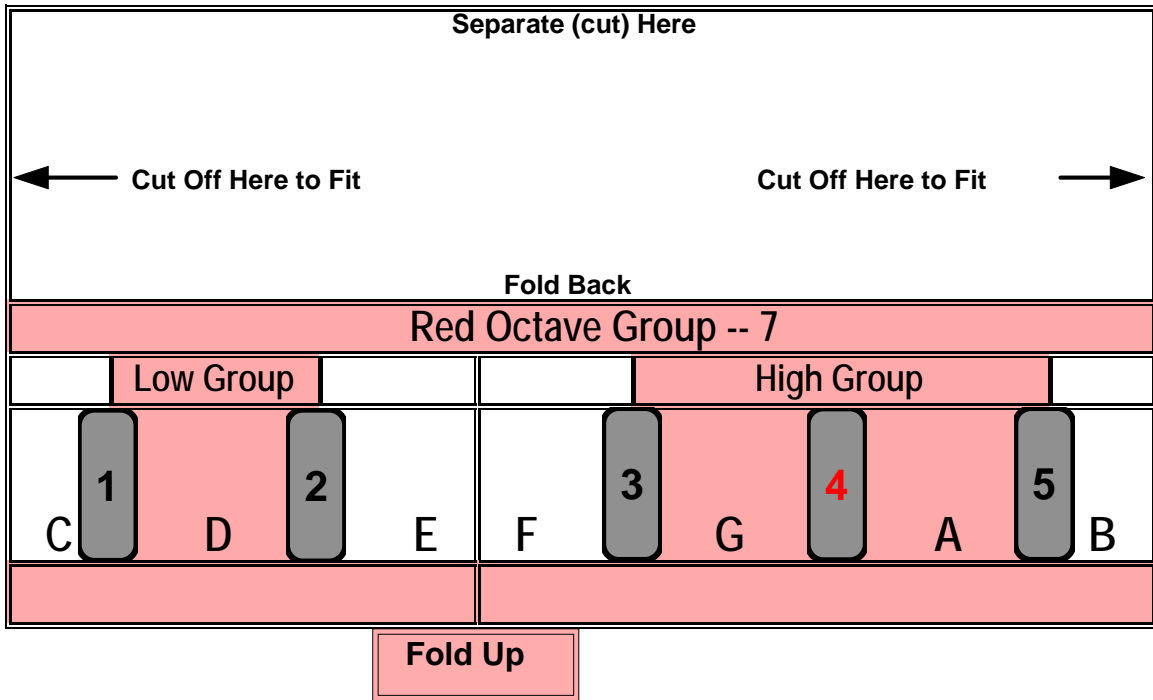 Separate (cut) Here
Cut Off Here to Fit Cut Off Here to Fit
Fold Back
Red Octave Group -- 7
Low Group High Group
1 2 3 4 5
C D E F G A B
Fold Up